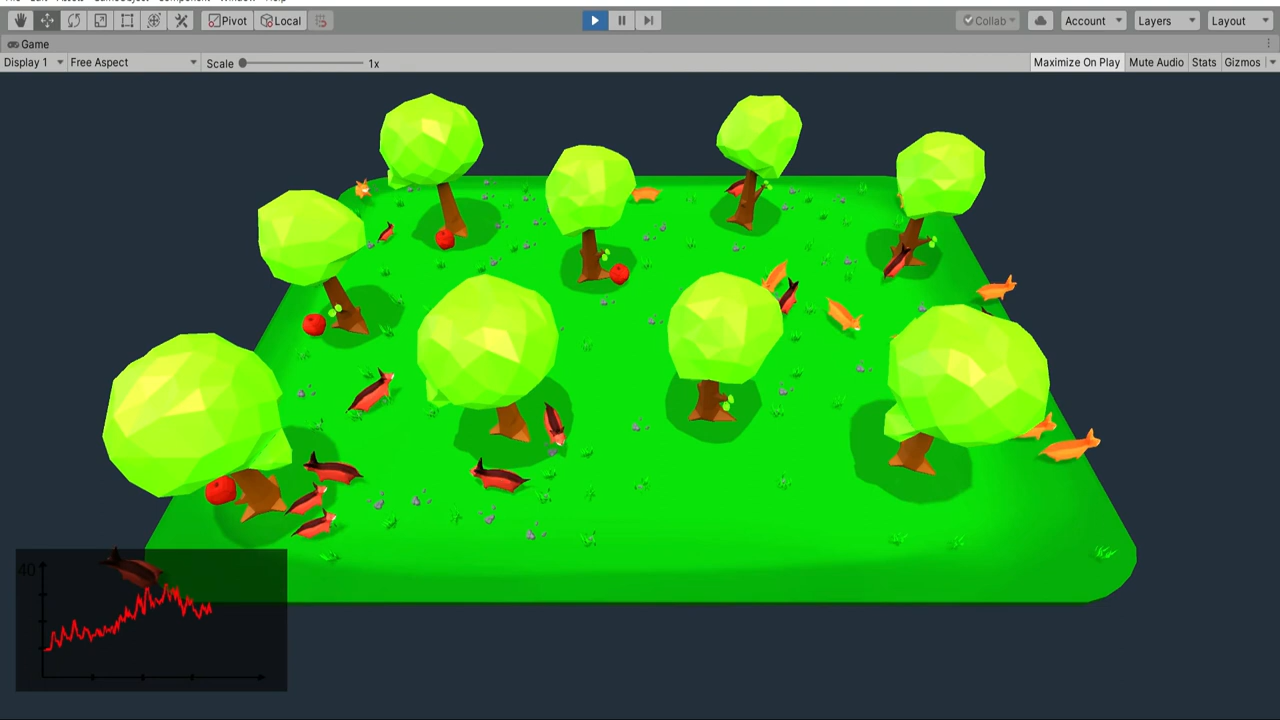 Pivot Local Collab Account Layers Layout
Game
Display 1 Free Aspect Scale 1x Maximize On Play Mute Audio Stats Gizmos
40